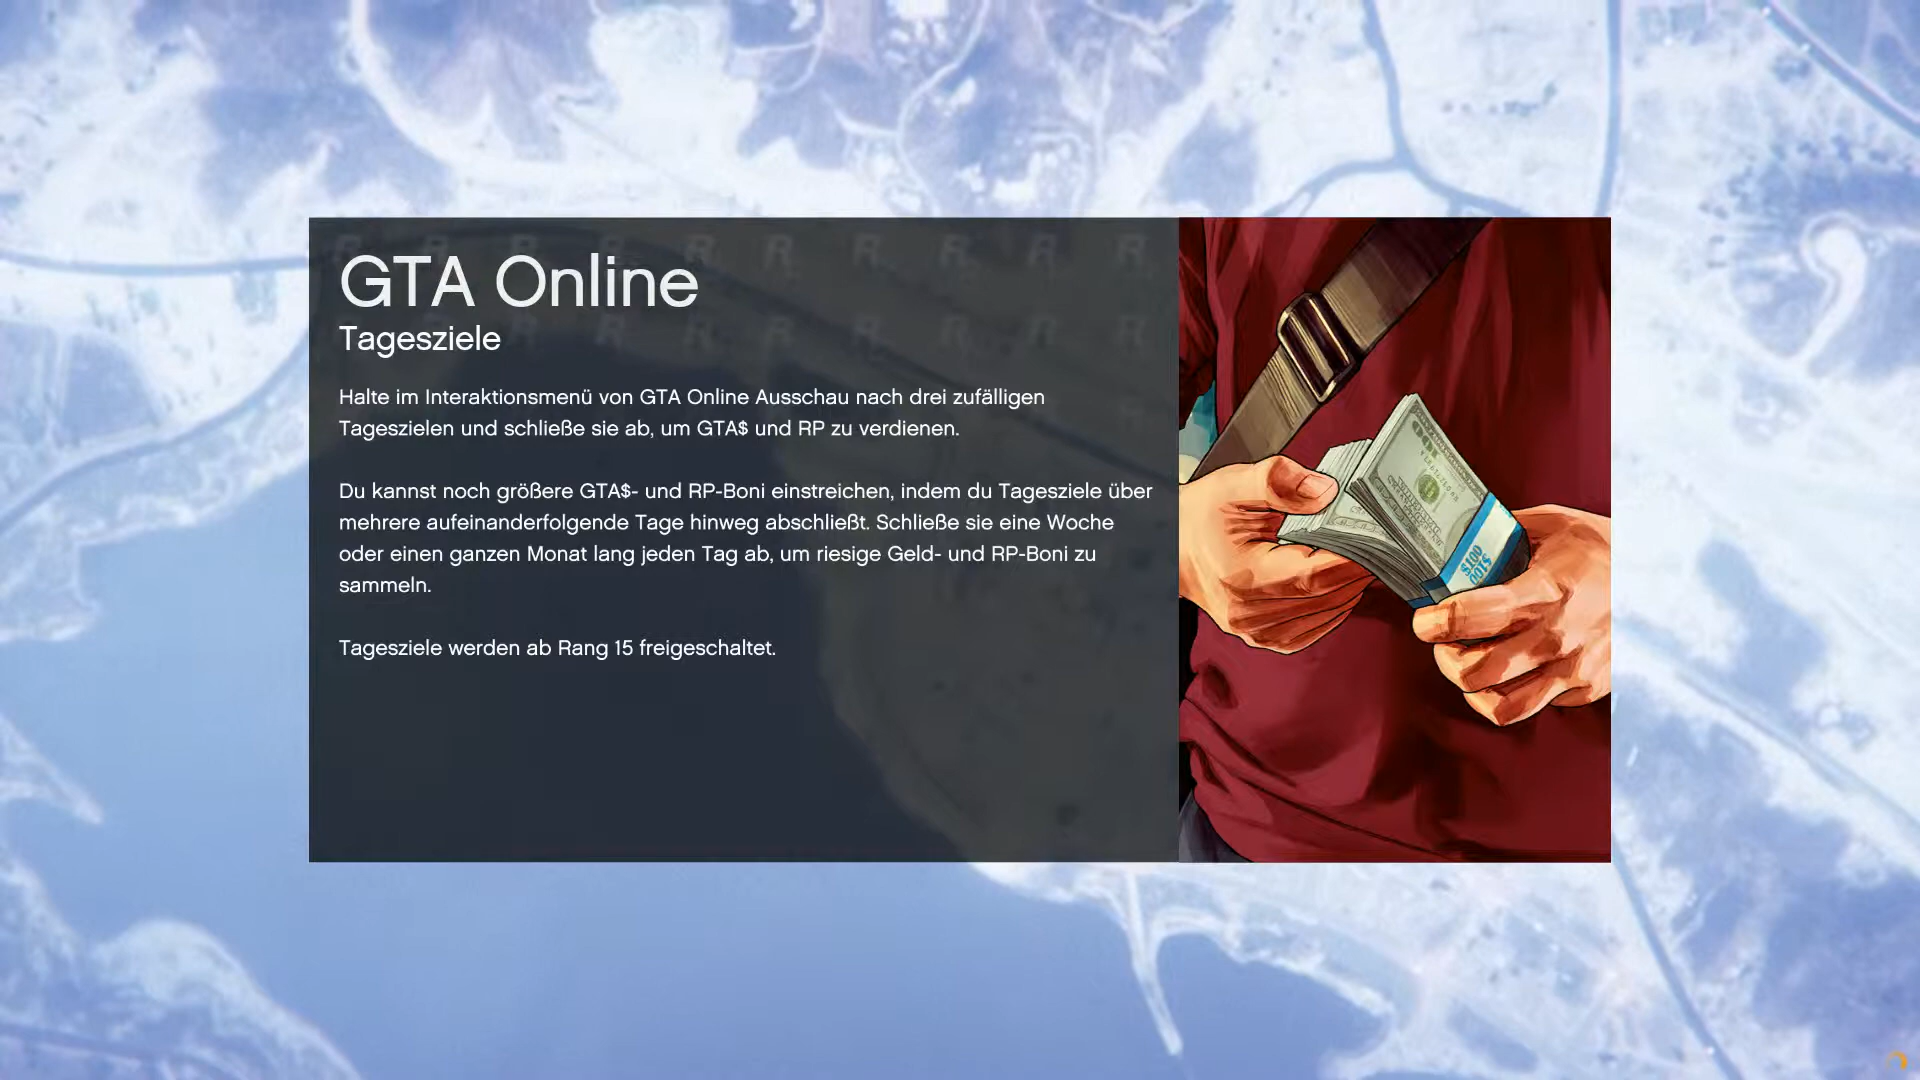 GTA Online
Tagesziele
Halte im Interaktionsmenü von GTA Online Ausschau nach drei zufälligen
Tageszielen und schließe sie ab, um GTA$ und RP zu verdienen.
Du kannst noch größere GTA$- und RP-Boni einstreichen, indem du Tagesziele über
mehrere aufeinanderfolgende Tage hinweg abschließt. Schließe sie eine Woche
oder einen ganzen Monat lang jeden Tag ab, um riesige Geld- und RP-Boni zu
sammeln.
Tagesziele werden ab Rang 15 freigeschaltet.